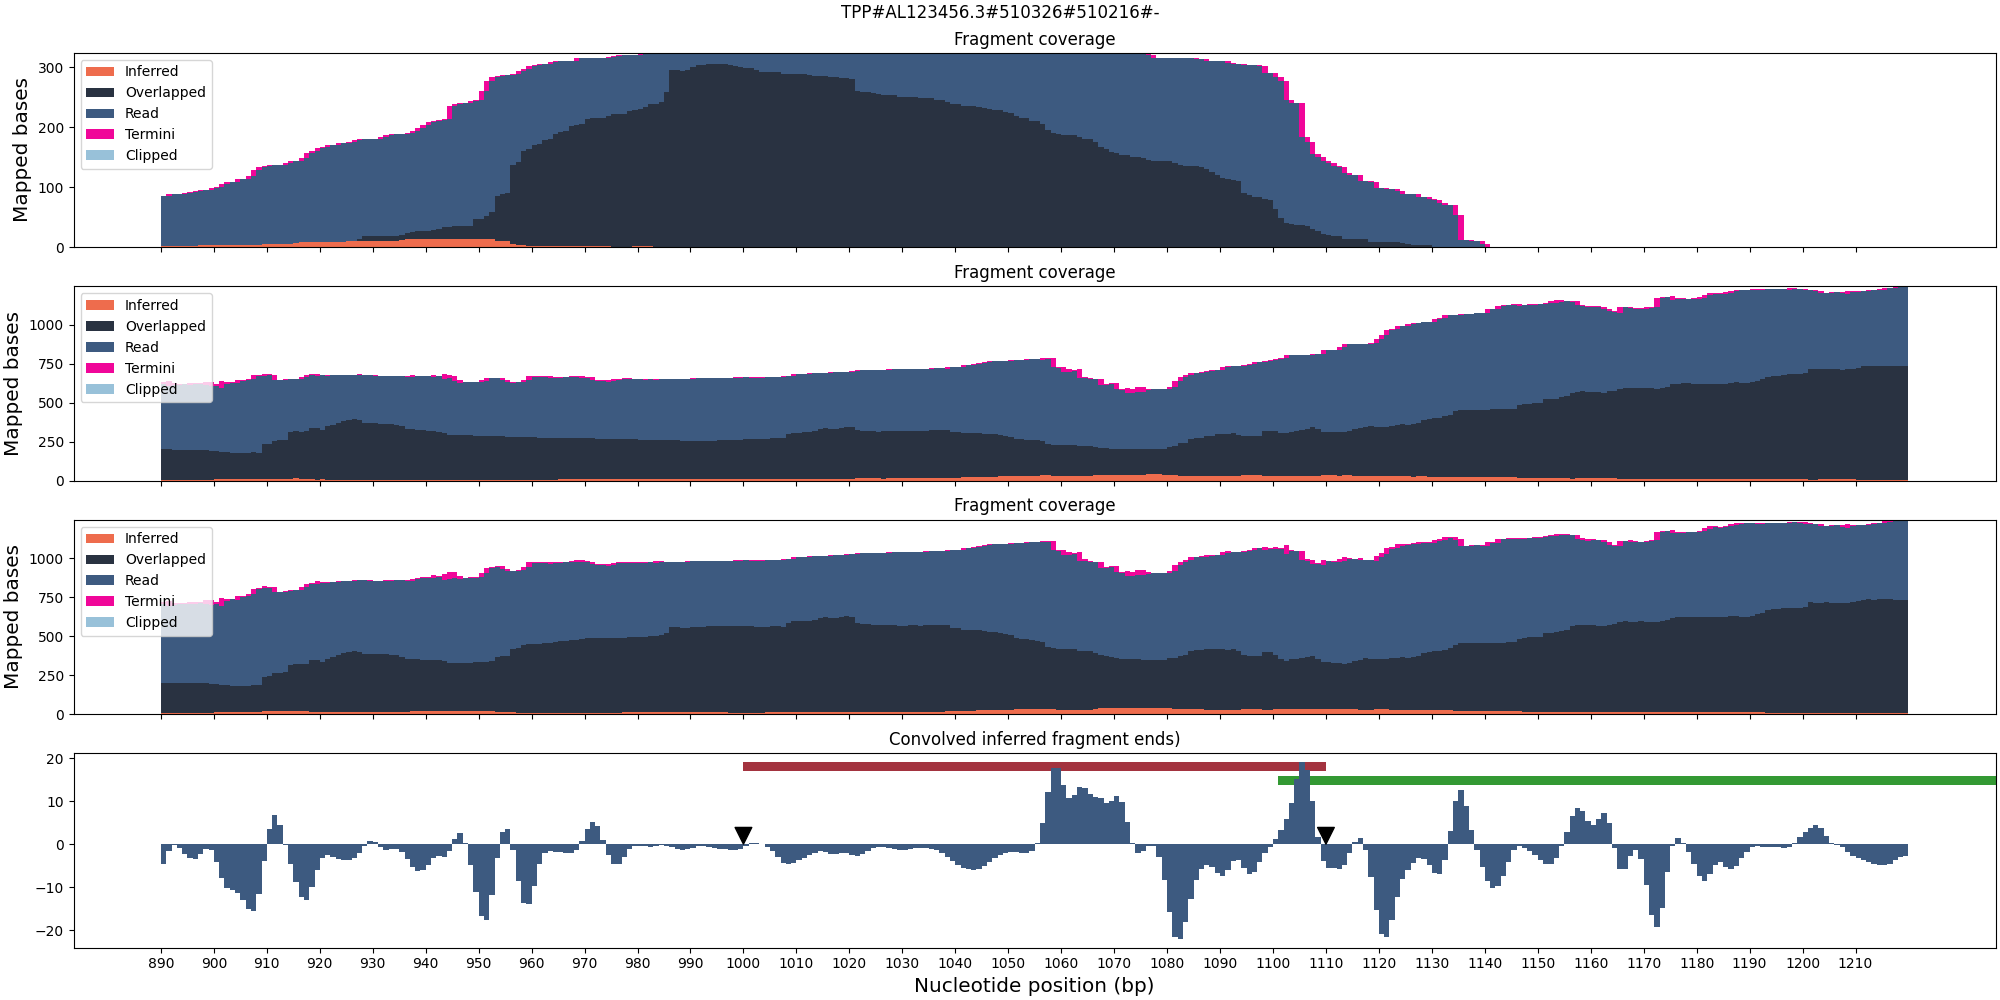 TPP#AL123456.3#510326#510216#-
Fragment coverage
Mapped bases
300
200
100
0
Inferred
Overlapped
Read
Termini
Clipped
Fragment coverage
Mapped bases
1000
750
500
250
0
Inferred
Overlapped
Read
Termini
Clipped
Fragment coverage
Mapped bases
1000
750
500
250
0
Inferred
Overlapped
Read
Termini
Clipped
Convolved inferred fragment ends)
20
10
0
−10
−20
890 900 910 920 930 940 950 960 970 980 990 1000 1010 1020 1030 1040 1050 1060 1070 1080 1090 1100 1110 1120 1130 1140 1150 1160 1170 1180 1190 1200 1210
Nucleotide position (bp)